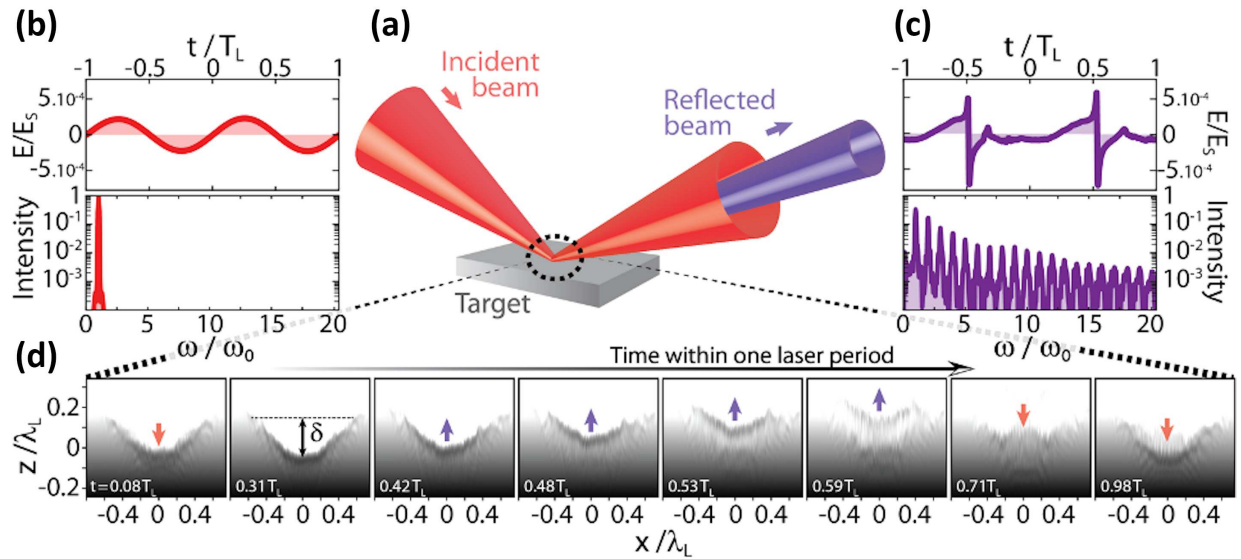 (b)
t/T_L
-1 -0.5 0 0.5 1
E/E_S
5.10⁻⁴
0
-5.10⁻⁴
Intensity
1
10⁻¹
10⁻²
10⁻³
0 5 10 15 20
ω/ω₀
(a)
Incident
beam
Reflected
beam
Target
(c)
t/T_L
-1 -0.5 0 0.5 1
5.10⁻⁴
0
-5.10⁻⁴
E/E_S
1
10⁻¹
10⁻²
10⁻³
Intensity
0 5 10 15 20
ω/ω₀
(d)
Time within one laser period
z/λ_L
0.2
0
-0.2
δ
t=0.08T_L 0.31T_L 0.42T_L 0.48T_L 0.53T_L 0.59T_L 0.71T_L 0.98T_L
-0.4 0 0.4 -0.4 0 0.4 -0.4 0 0.4 -0.4 0 0.4 -0.4 0 0.4 -0.4 0 0.4 -0.4 0 0.4 -0.4 0 0.4
x/λ_L